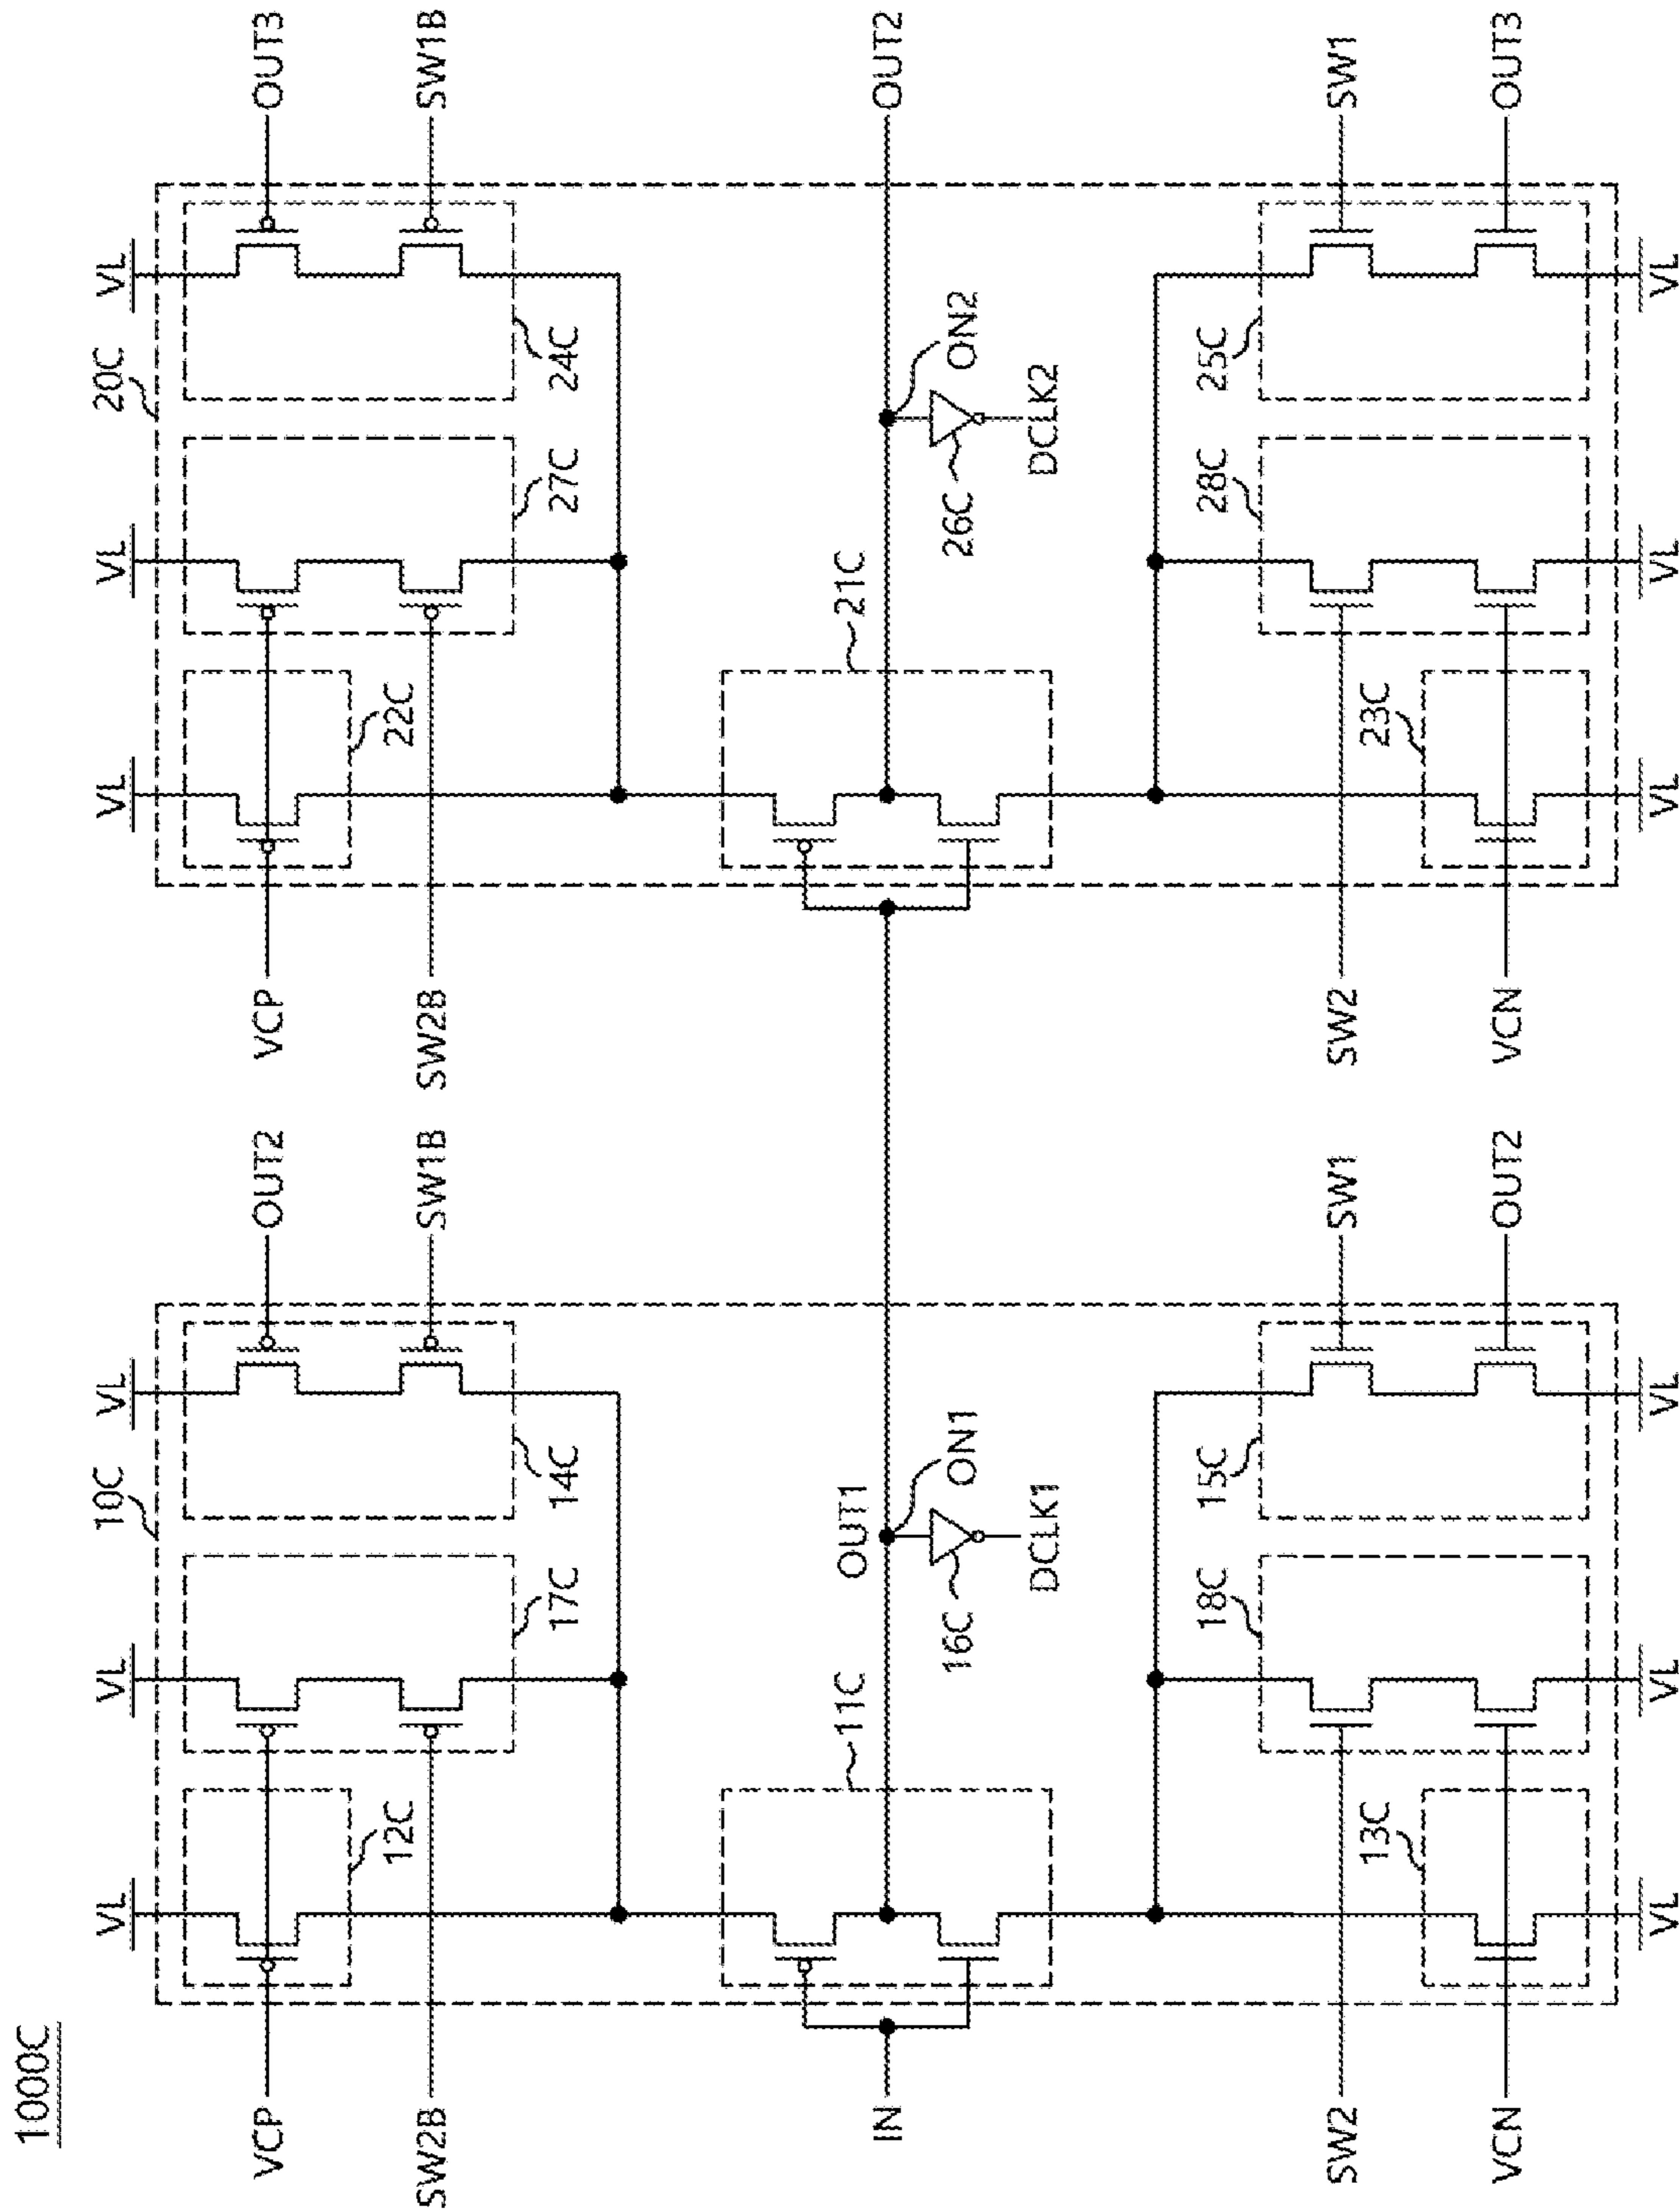 1000C
10C
20C
VL
VL
VL
VL
VL
VL
VCP
OUT2
VCP
OUT3
SW2B
SW1B
SW2B
SW1B
12C
17C
14C
22C
27C
24C
11C
21C
IN
OUT1
OUT2
16C
ON1
26C
ON2
DCLK1
DCLK2
13C
18C
15C
23C
28C
25C
SW2
SW1
SW2
SW1
VCN
OUT2
VCN
OUT3
VL
VL
VL
VL
VL
VL